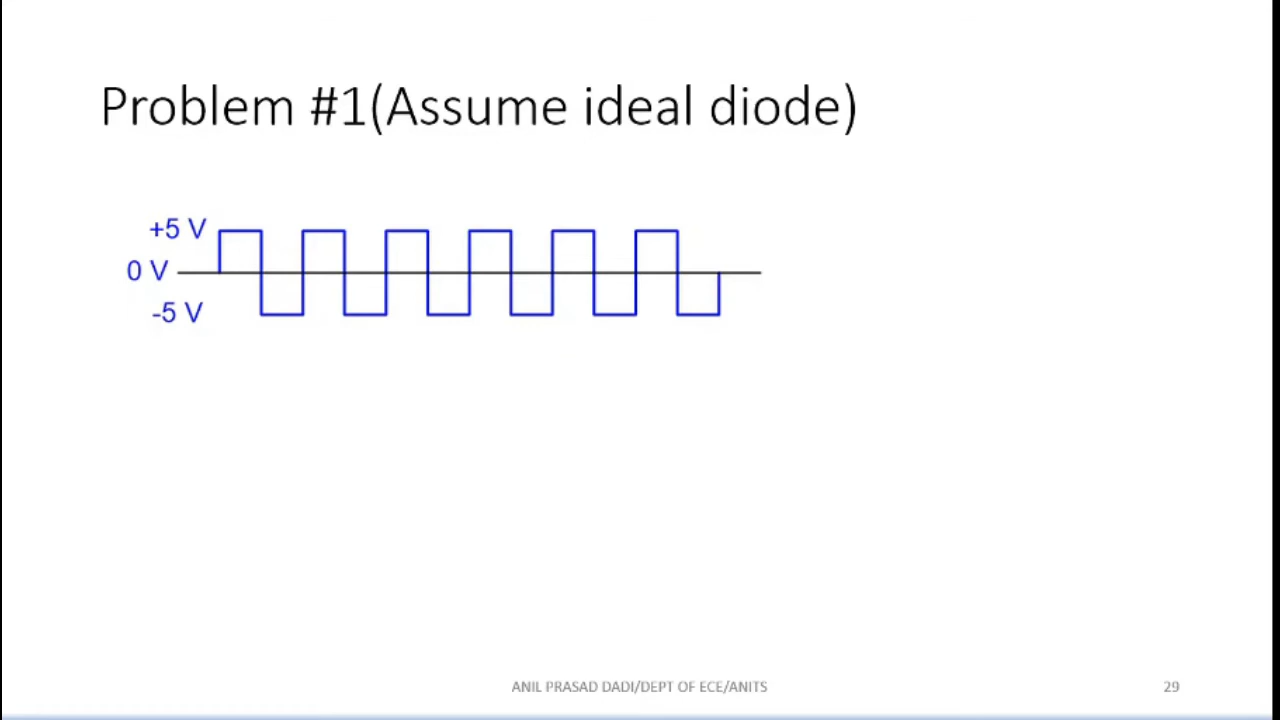 Problem #1(Assume ideal diode)
+5 V
0 V
-5 V
ANIL PRASAD DADI/DEPT OF ECE/ANITS
29